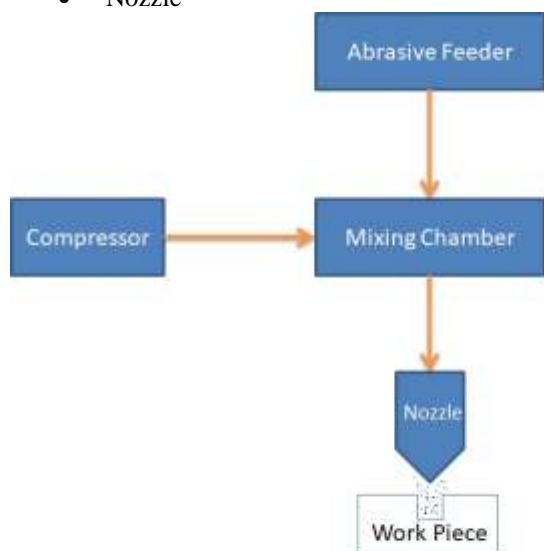 • Nozzle
Abrasive Feeder
Compressor
Mixing Chamber
Nozzle
Work Piece